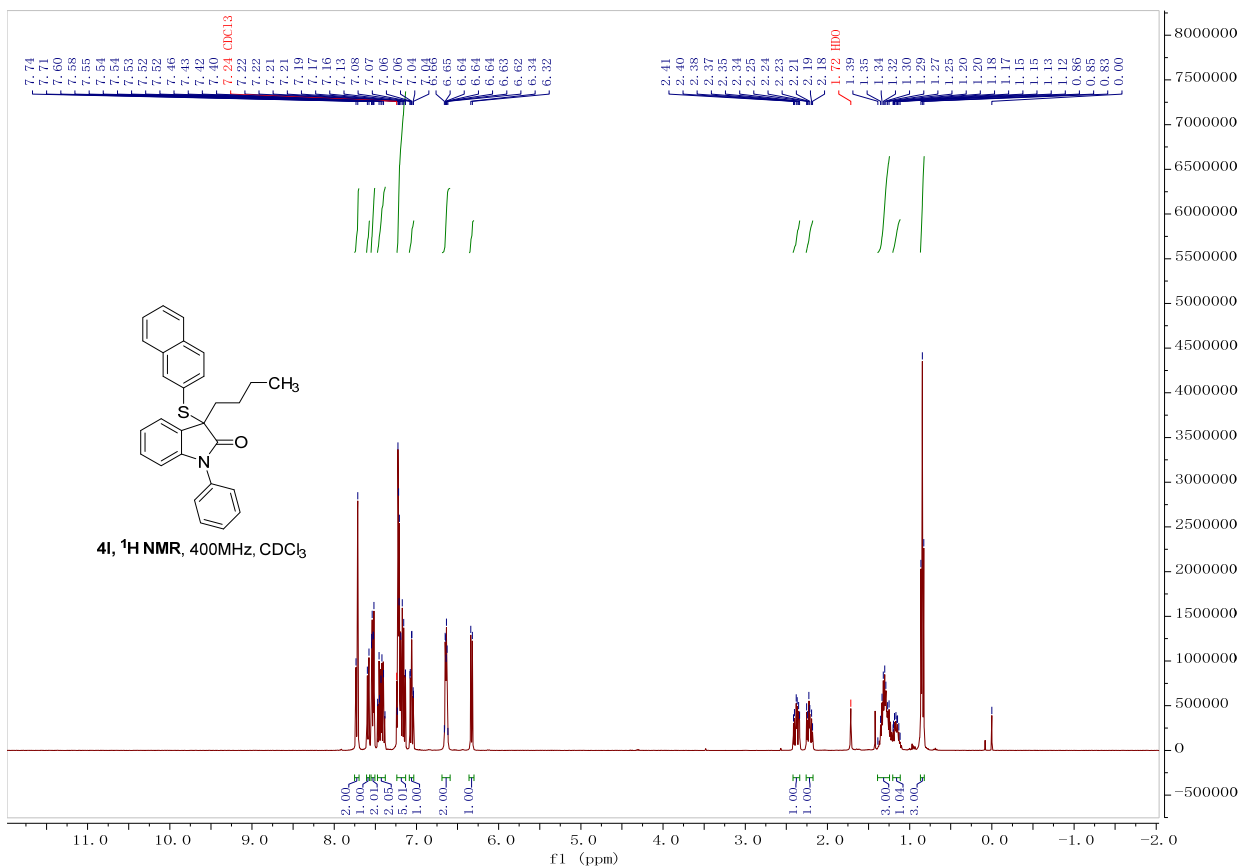 7.74 7.71 7.60 7.58 7.55 7.54 7.54 7.53 7.52 7.52 7.46 7.43 7.42 7.40 7.24 CDCl3 7.22 7.22 7.21 7.21 7.19 7.17 7.16 7.13 7.08 7.07 7.06 7.06 7.04 7.04 6.66 6.65 6.64 6.64 6.64 6.63 6.62 6.34 6.32
2.41 2.40 2.38 2.37 2.35 2.34 2.25 2.24 2.23 2.21 2.19 2.18 1.72 HDO 1.39 1.35 1.34 1.32 1.30 1.29 1.27 1.25 1.20 1.20 1.18 1.17 1.15 1.15 1.13 1.12 0.86 0.85 0.83 0.00
8000000
7500000
7000000
6500000
6000000
5500000
5000000
4500000
4000000
3500000
3000000
2500000
2000000
1500000
1000000
500000
0
-500000
CH3
S
O
N
4l, ¹H NMR, 400MHz, CDCl₃
2.00 1.00 2.01 2.05 5.01 1.00 2.00 1.00 1.00 1.00 3.00 1.04 3.00
11.0 10.0 9.0 8.0 7.0 6.0 5.0 4.0 3.0 2.0 1.0 0.0 -1.0 -2.0
f1 (ppm)